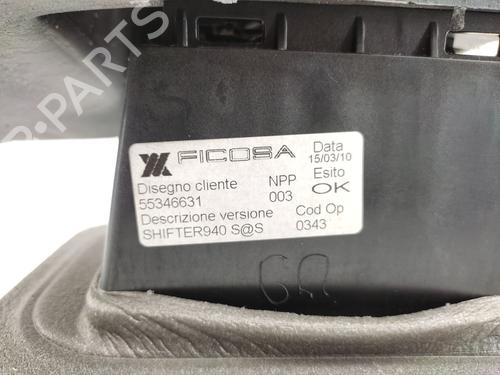 FICOSA
Data
15/03/10
Disegno cliente
NPP
Esito
55346631
003
OK
Descrizione versione
Cod Op
SHIFTER940 S@S
0343
B-PARTS